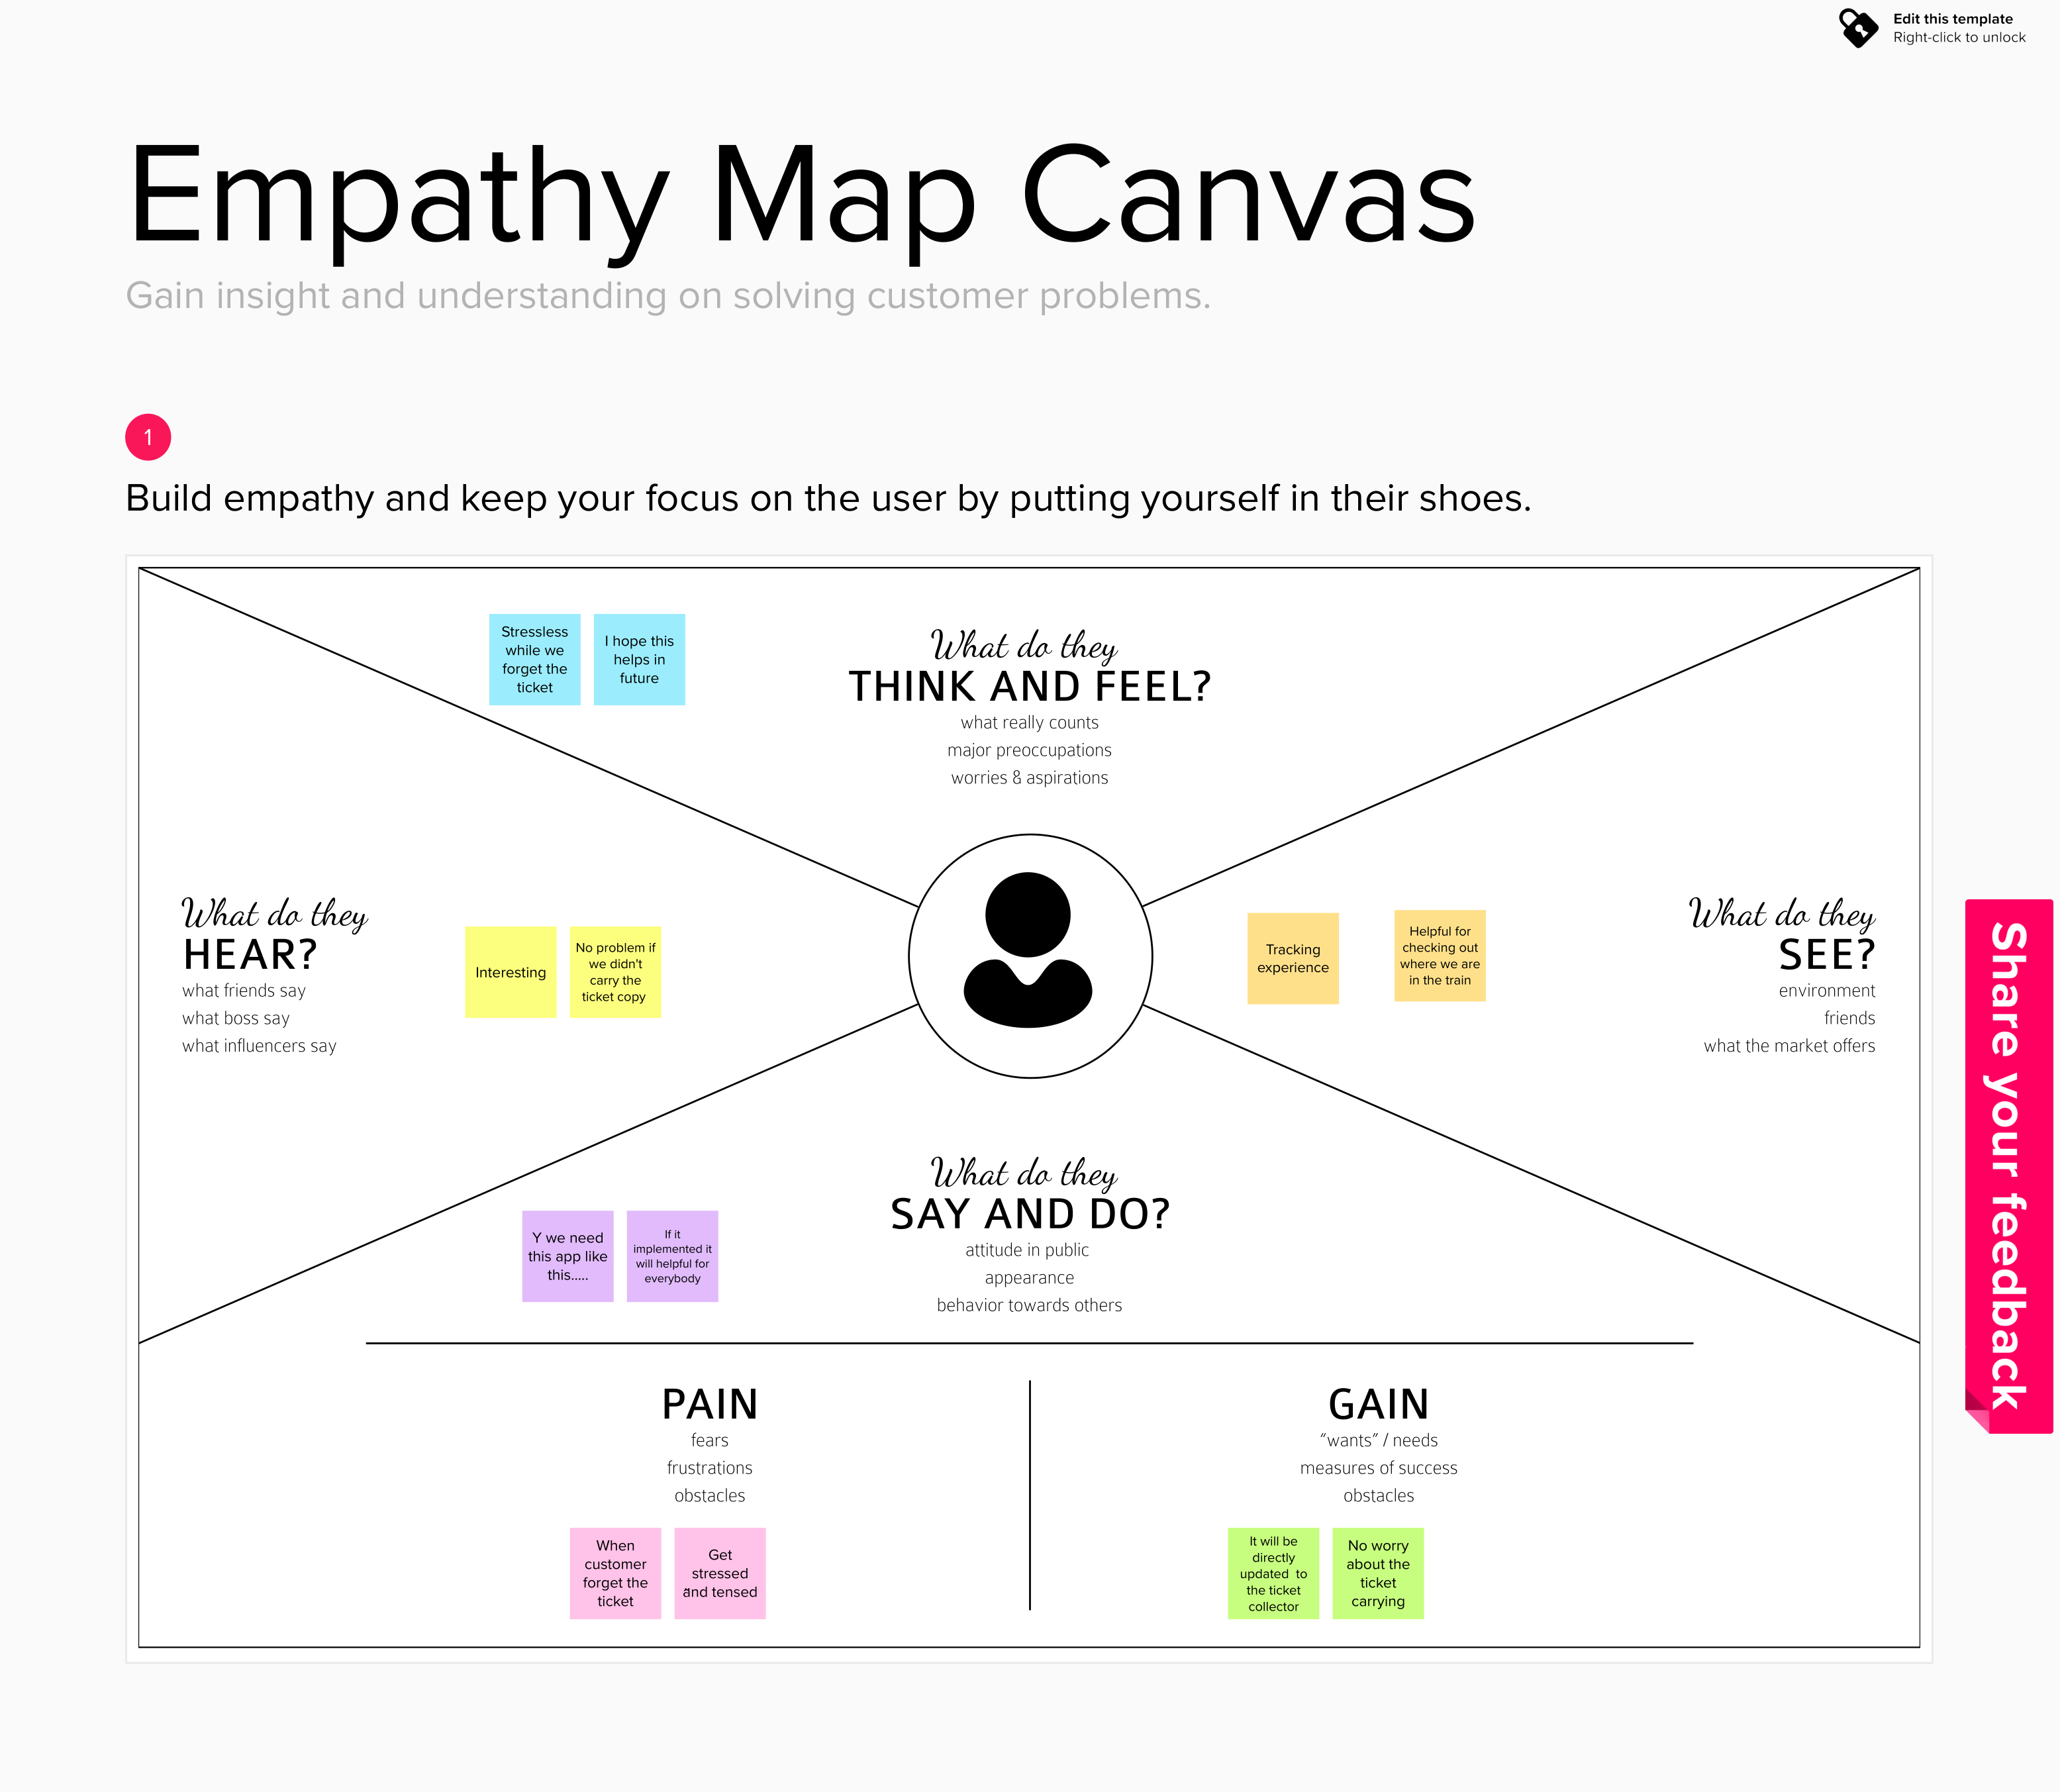 Edit this template
Right-click to unlock
Empathy Map Canvas
Gain insight and understanding on solving customer problems.
1
Build empathy and keep your focus on the user by putting yourself in their shoes.
Stressless
while we
forget the
ticket
I hope this
helps in
future
What do they
THINK AND FEEL?
what really counts
major preoccupations
worries & aspirations
What do they
HEAR?
what friends say
what boss say
what influencers say
Interesting
No problem if
we didn't
carry the
ticket copy
Tracking
experience
Helpful for
checking out
where we are
in the train
What do they
SEE?
environment
friends
what the market offers
Share your feedback
What do they
SAY AND DO?
attitude in public
appearance
behavior towards others
Y we need
this app like
this.....
If it
implemented it
will helpful for
everybody
PAIN
fears
frustrations
obstacles
When
customer
forget the
ticket
Get
stressed
and tensed
GAIN
“wants” / needs
measures of success
obstacles
It will be
directly
updated to
the ticket
collector
No worry
about the
ticket
carrying